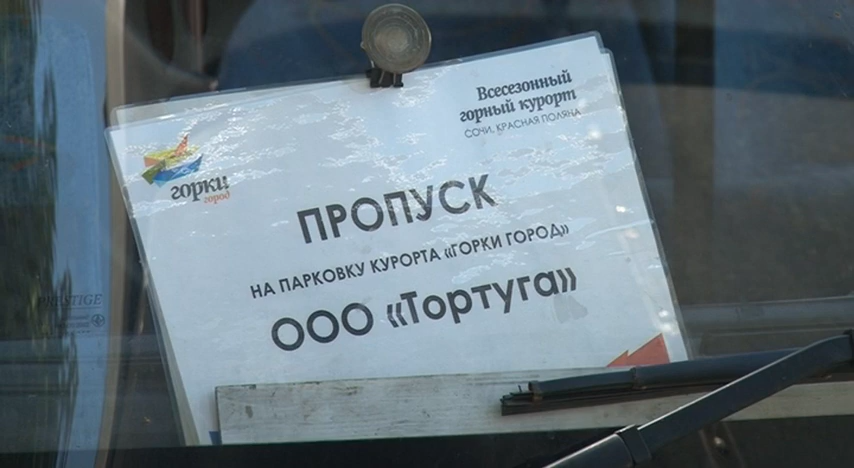 Всесезонный
горный курорт
СОЧИ, КРАСНАЯ ПОЛЯНА
горки
город
ПРОПУСК
НА ПАРКОВКУ КУРОРТА «ГОРКИ ГОРОД»
ООО «Тортуга»
PRESTIGE